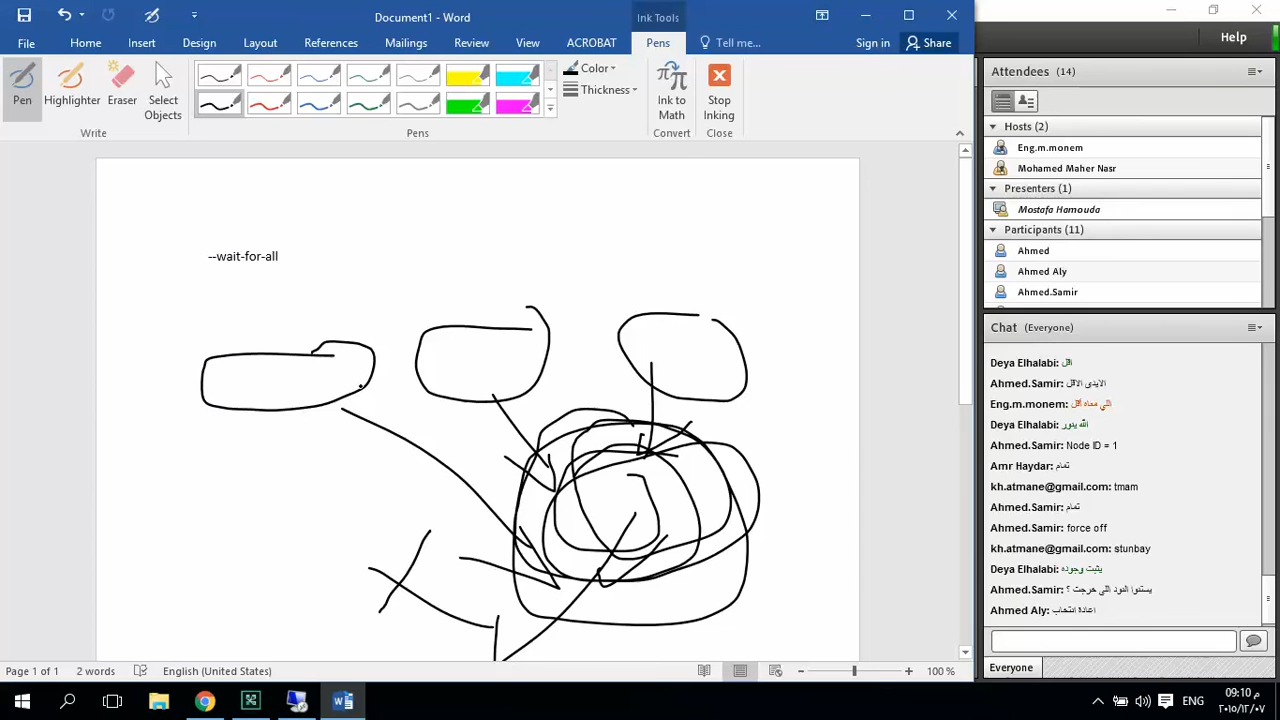 Document1 - Word
Ink Tools
File
Home
Insert
Design
Layout
References
Mailings
Review
View
ACROBAT
Pens
Tell me...
Sign in
Share
Help
Pen
Highlighter
Eraser
Select Objects
Color
Thickness
Ink to Math
Stop Inking
Write
Pens
Convert
Close
--wait-for-all
Attendees (14)
Hosts (2)
Eng.m.monem
Mohamed Maher Nasr
Presenters (1)
Mostafa Hamouda
Participants (11)
Ahmed
Ahmed Aly
Ahmed.Samir
Chat (Everyone)
Deya Elhalabi: اقل
Ahmed.Samir: الايدى الاقل
Eng.m.monem: اللي معاه أقل
Deya Elhalabi: الله ينور
Ahmed.Samir: Node ID = 1
Amr Haydar: تمام
kh.atmane@gmail.com: tmam
Ahmed.Samir: تمام
Ahmed.Samir: force off
kh.atmane@gmail.com: stunbay
Deya Elhalabi: يثبت وجوده
Ahmed.Samir: يستنوا النود اللى خرجت ؟
Ahmed Aly: اعادة انتخاب
Everyone
Page 1 of 1
2 words
English (United States)
100 %
ENG
09:10 م
٢٠١٥/١٢/٠٧